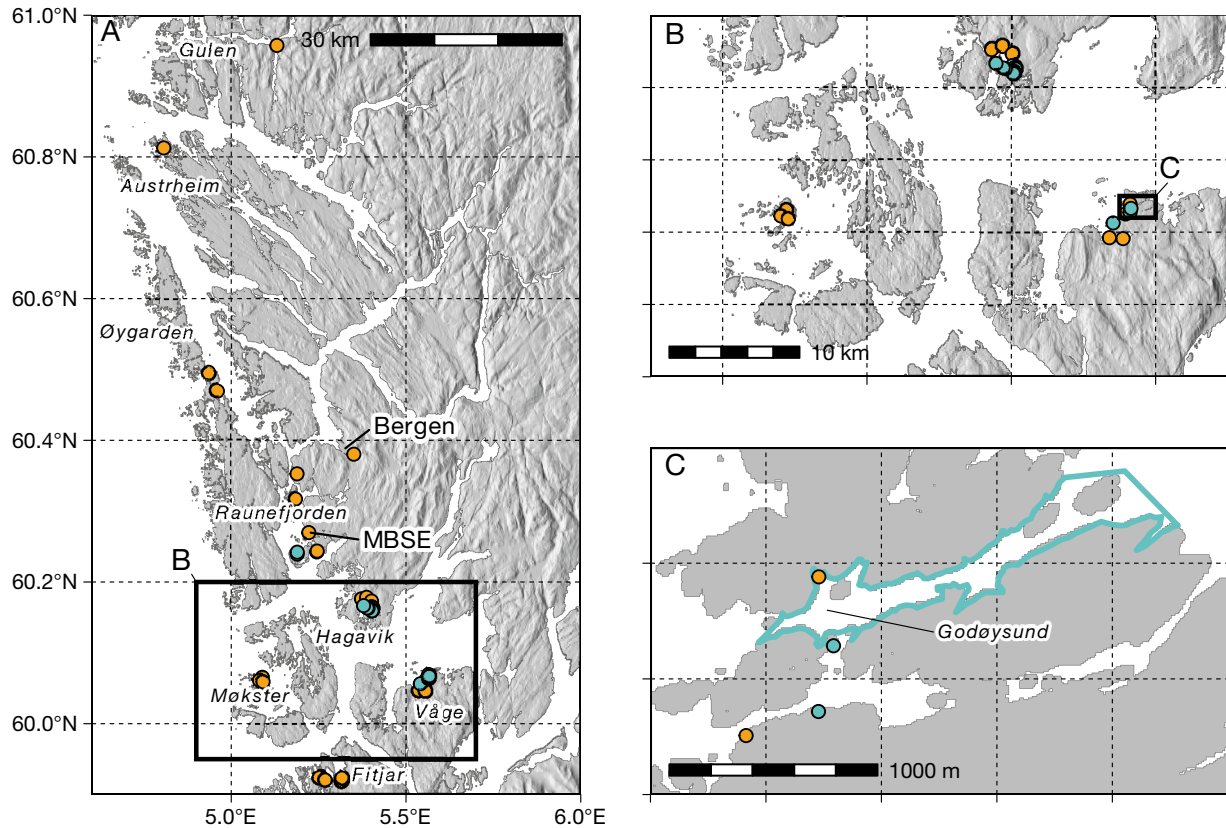 61.0°N
A
Gulen
30 km
60.8°N
Austrheim
60.6°N
Øygarden
60.4°N
Bergen
Raunefjorden
MBSE
B
60.2°N
Hagavik
Møkster
Våge
60.0°N
Fitjar
5.0°E
5.5°E
6.0°E
B
C
10 km
C
Godøysund
1000 m